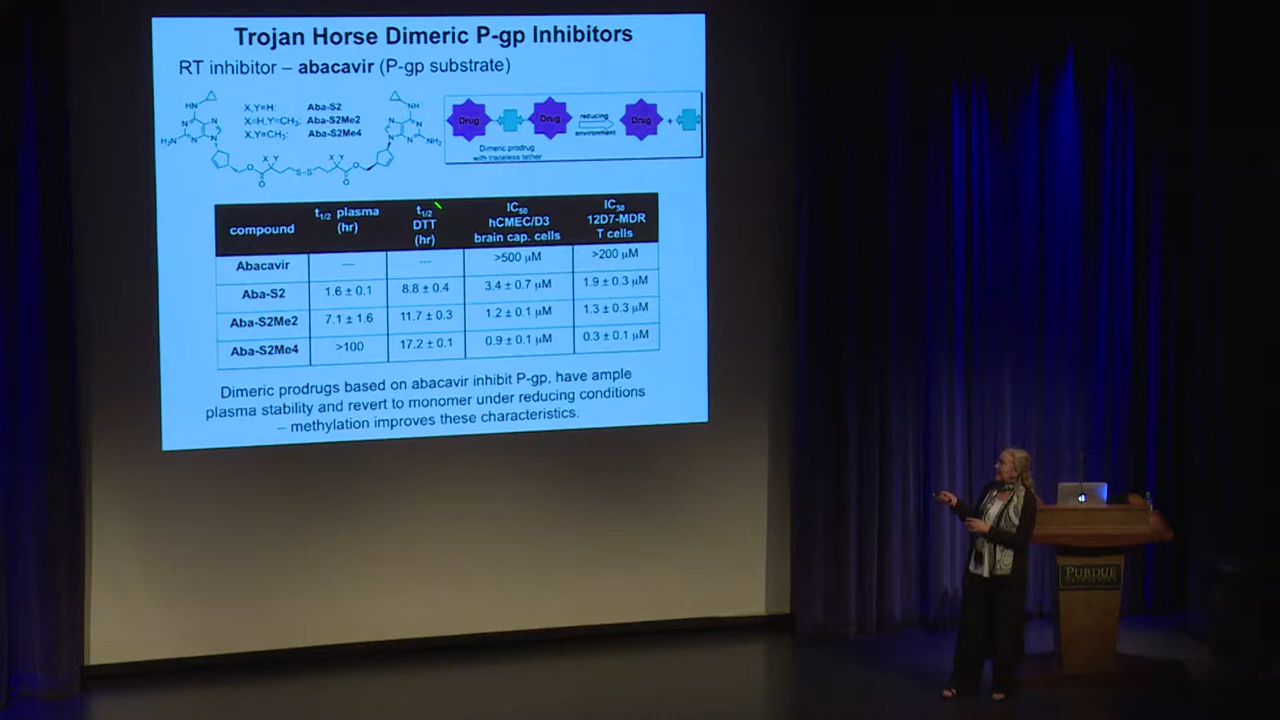 Trojan Horse Dimeric P-gp Inhibitors
RT inhibitor – abacavir (P-gp substrate)
X,Y=H: Aba-S2
X=H,Y=CH₃: Aba-S2Me2
X,Y=CH₃: Aba-S2Me4
HN
N
N
N
N
H₂N
O
O
X Y
S-S
X Y
O
O
NH
N
N
N
N
NH₂
Drug
Drug
reducing
environment
Drug
+
Dimeric prodrug
with traceless tether
compound
t₁/₂ plasma
(hr)
t₁/₂
DTT
(hr)
IC₅₀
hCMEC/D3
brain cap. cells
IC₅₀
12D7-MDR
T cells
Abacavir --- --- >500 µM >200 µM
Aba-S2 1.6 ± 0.1 8.8 ± 0.4 3.4 ± 0.7 µM 1.9 ± 0.3 µM
Aba-S2Me2 7.1 ± 1.6 11.7 ± 0.3 1.2 ± 0.1 µM 1.3 ± 0.3 µM
Aba-S2Me4 >100 17.2 ± 0.1 0.9 ± 0.1 µM 0.3 ± 0.1 µM
Dimeric prodrugs based on abacavir inhibit P-gp, have ample
plasma stability and revert to monomer under reducing conditions
– methylation improves these characteristics.
PURDUE